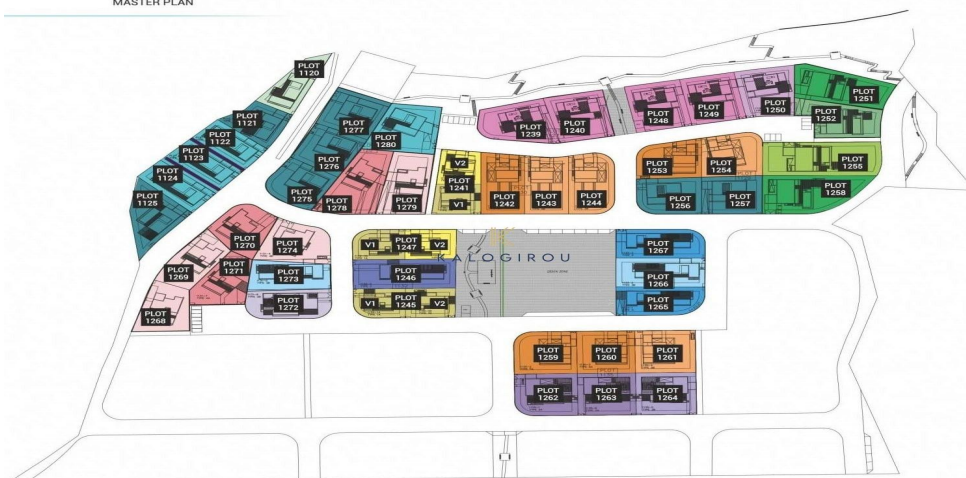 MASTER PLAN
PLOT
1120
PLOT
1121
PLOT
1122
PLOT
1123
PLOT
1124
PLOT
1125
PLOT
1277
PLOT
1280
PLOT
1276
PLOT
1275
PLOT
1278
PLOT
1279
V2
PLOT
1241
V1
PLOT
1242
PLOT
1243
PLOT
1244
PLOT
1239
PLOT
1240
PLOT
1248
PLOT
1249
PLOT
1250
PLOT
1251
PLOT
1252
PLOT
1253
PLOT
1254
PLOT
1255
PLOT
1256
PLOT
1257
PLOT
1258
PLOT
1270
PLOT
1274
PLOT
1269
PLOT
1271
PLOT
1273
PLOT
1272
PLOT
1268
V1
PLOT
1247
V2
PLOT
1246
V1
PLOT
1245
V2
KALOGIROU
PLOT
1267
PLOT
1266
PLOT
1265
PLOT
1259
PLOT
1260
PLOT
1261
PLOT
1262
PLOT
1263
PLOT
1264